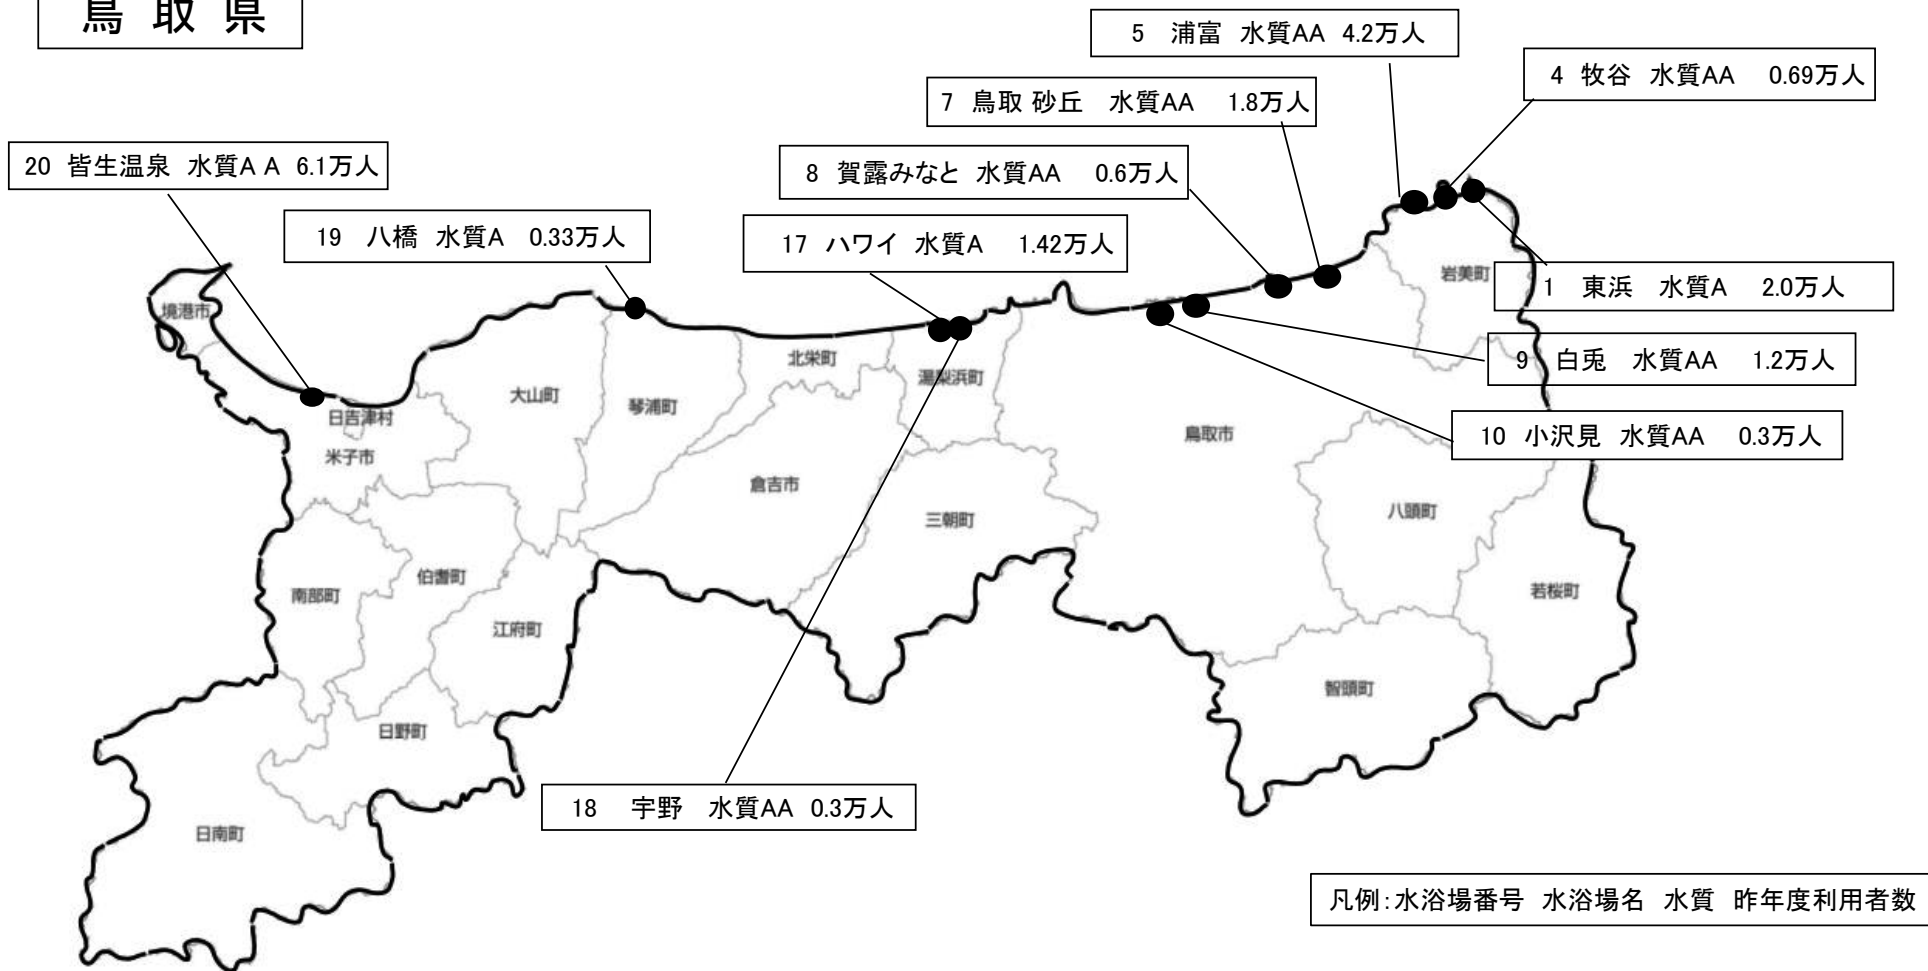 鳥 取 県
5 浦富 水質AA 4.2万人
4 牧谷 水質AA 0.69万人
7 鳥取 砂丘 水質AA 1.8万人
20 皆生温泉 水質A A 6.1万人
8 賀露みなと 水質AA 0.6万人
19 八橋 水質A 0.33万人
17 ハワイ 水質A 1.42万人
1 東浜 水質A 2.0万人
9 白兎 水質AA 1.2万人
10 小沢見 水質AA 0.3万人
18 宇野 水質AA 0.3万人
境港市
岩美町
北栄町
湯梨浜町
大山町
琴浦町
日吉津村
鳥取市
米子市
倉吉市
三朝町
八頭町
伯耆町
南部町
若桜町
江府町
智頭町
日野町
日南町
凡例:水浴場番号 水浴場名 水質 昨年度利用者数